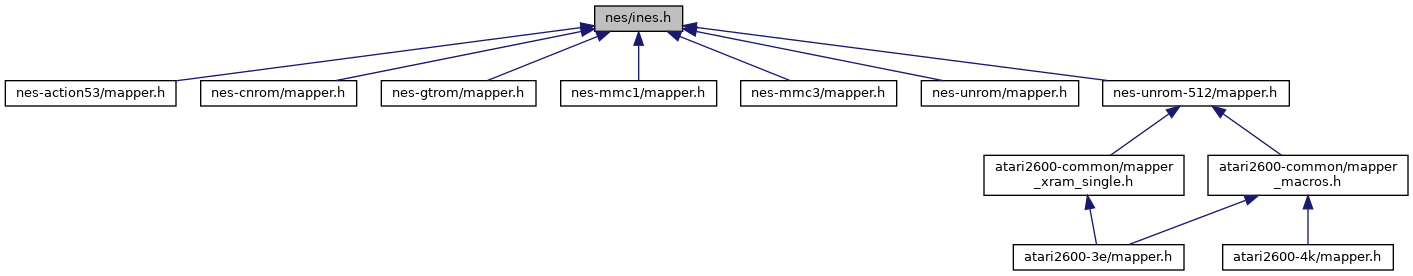 nes/ines.h
nes-action53/mapper.h
nes-cnrom/mapper.h
nes-gtrom/mapper.h
nes-mmc1/mapper.h
nes-mmc3/mapper.h
nes-unrom/mapper.h
nes-unrom-512/mapper.h
atari2600-common/mapper
_xram_single.h
atari2600-common/mapper
_macros.h
atari2600-3e/mapper.h
atari2600-4k/mapper.h